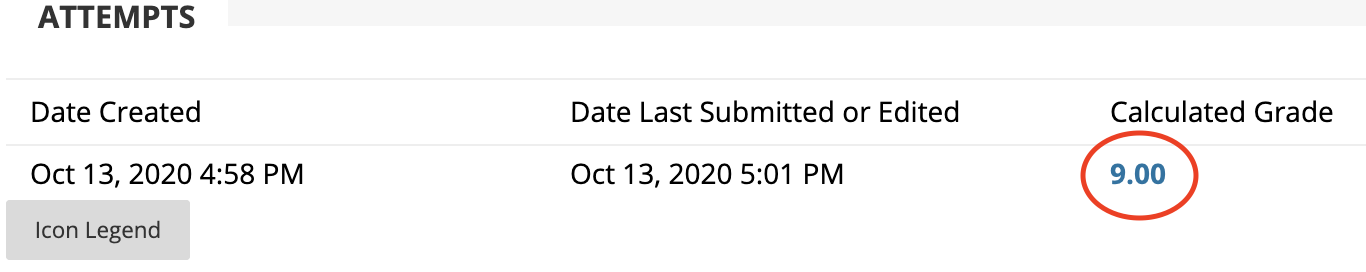 ATTEMPTS
Date Created Date Last Submitted or Edited Calculated Grade
Oct 13, 2020 4:58 PM Oct 13, 2020 5:01 PM 9.00
Icon Legend